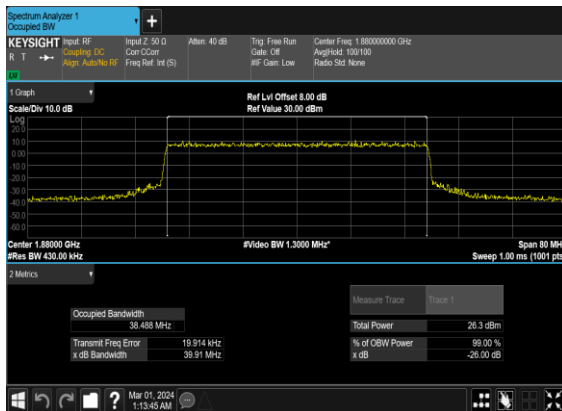 Spectrum Analyzer 1
Occupied BW
KEYSIGHT
R T
Input: RF
Coupling: DC
Align: Auto/No RF
Input Z: 50 Ω
Corr CCorr
Freq Ref: Int (S)
Atten: 40 dB
Trig: Free Run
Gate: Off
#IF Gain: Low
Center Freq: 1.880000000 GHz
Avg|Hold: 100/100
Radio Std: None
1 Graph
Scale/Div 10.0 dB
Ref Lvl Offset 8.00 dB
Ref Value 30.00 dBm
Log
20.0
10.0
0.00
-10.0
-20.0
-30.0
-40.0
-50.0
-60.0
Center 1.88000 GHz
#Video BW 1.3000 MHz*
Span 80 MH
#Res BW 430.00 kHz
Sweep 1.00 ms (1001 pts
2 Metrics
Measure Trace
Trace 1
Occupied Bandwidth
38.488 MHz
Total Power
26.3 dBm
Transmit Freq Error
19.914 kHz
% of OBW Power
99.00 %
x dB Bandwidth
39.91 MHz
x dB
-26.00 dB
?
Mar 01, 2024
1:13:45 AM